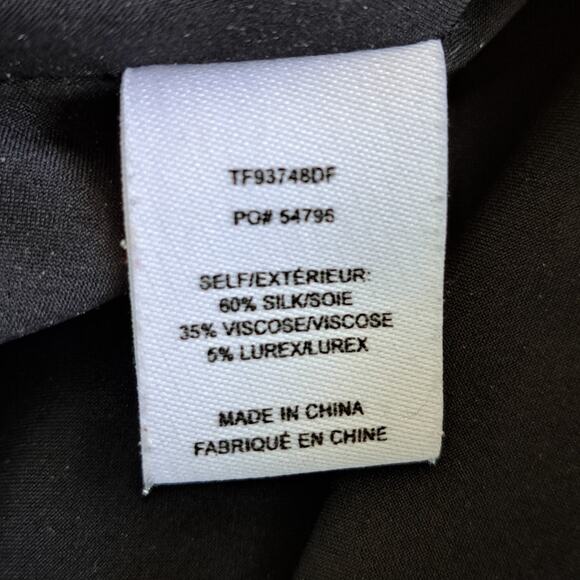 TF93748DF
PO# 54796
SELF/EXTÉRIEUR:
60% SILK/SOIE
35% VISCOSE/VISCOSE
5% LUREX/LUREX
MADE IN CHINA
FABRIQUÉ EN CHINE